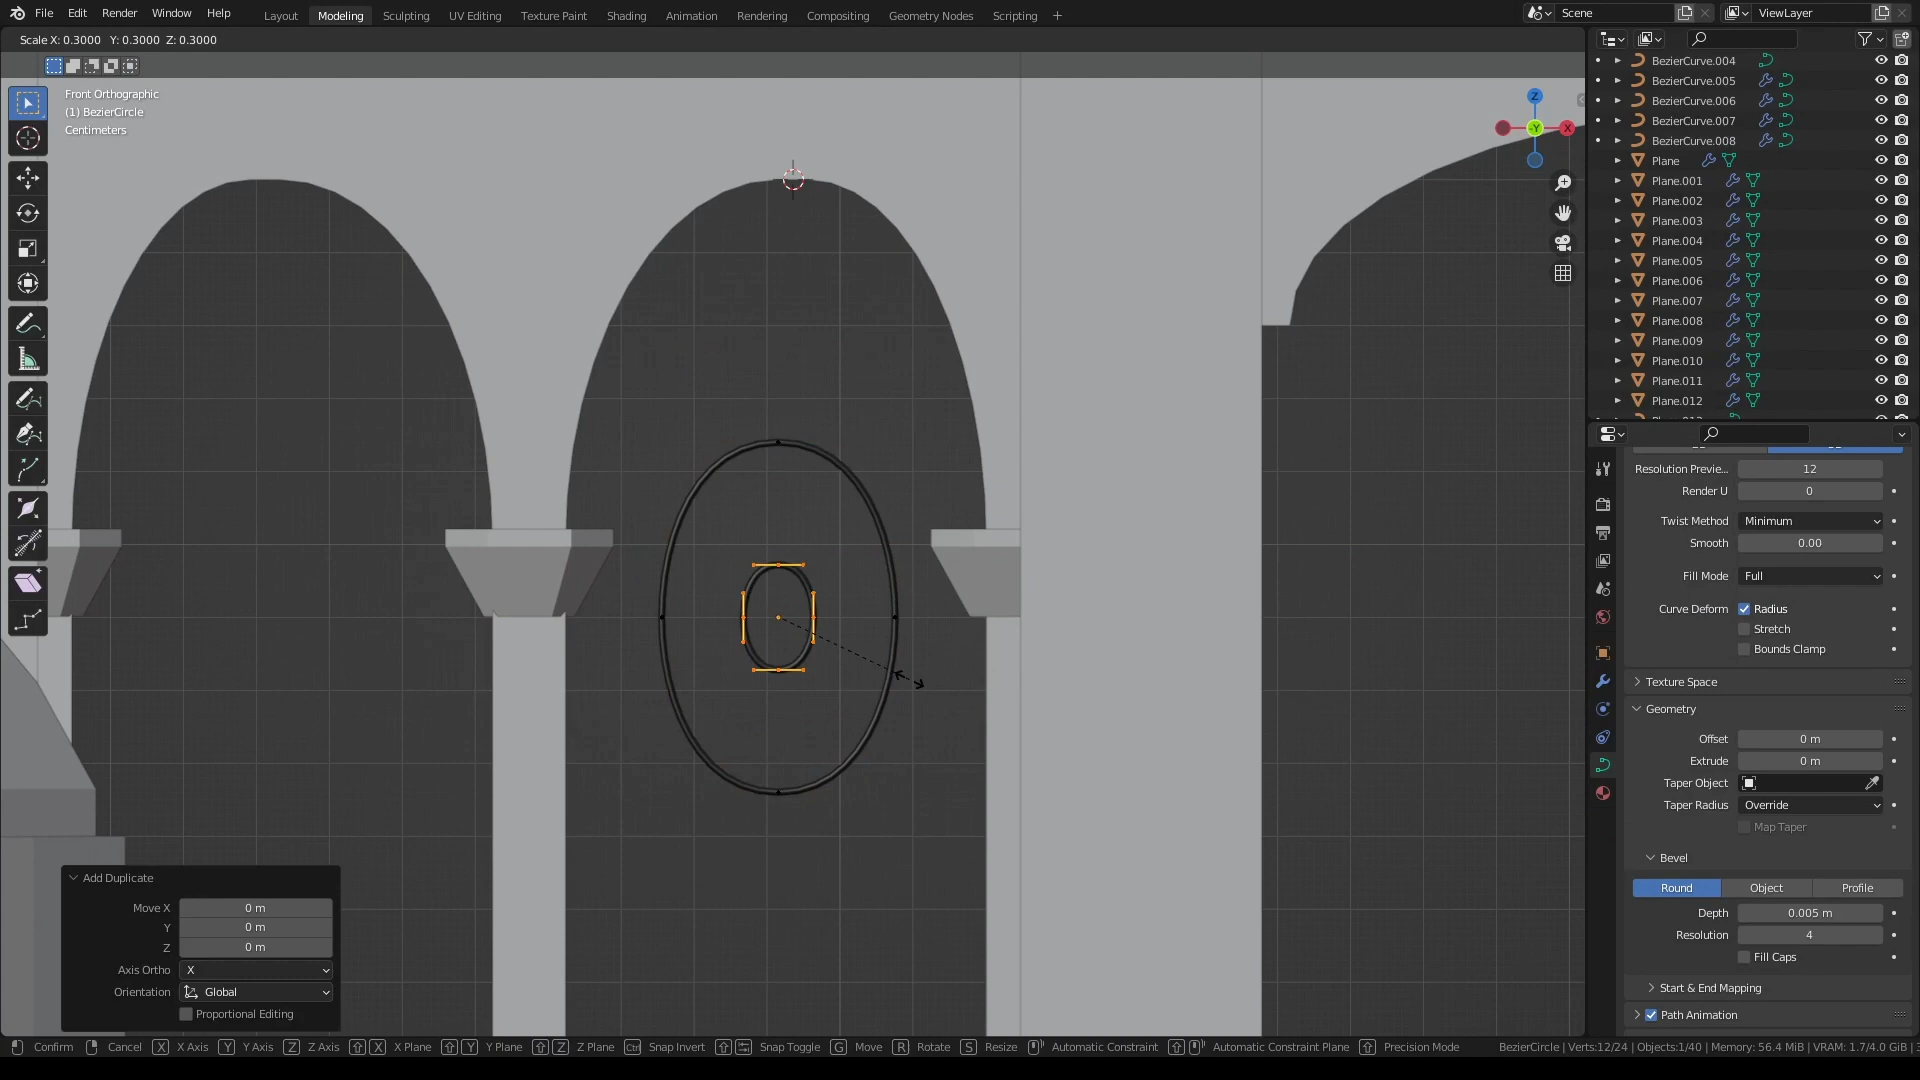 File Edit Render Window Help Layout Modeling Sculpting UV Editing Texture Paint Shading Animation Rendering Compositing Geometry Nodes Scripting + Scene ViewLayer
Scale X: 0.3000 Y: 0.3000 Z: 0.3000
Front Orthographic
(1) BezierCircle
Centimeters
Z
Y
X
BezierCurve.004
BezierCurve.005
BezierCurve.006
BezierCurve.007
BezierCurve.008
Plane
Plane.001
Plane.002
Plane.003
Plane.004
Plane.005
Plane.006
Plane.007
Plane.008
Plane.009
Plane.010
Plane.011
Plane.012
Resolution Previe... 12
Render U 0
Twist Method Minimum
Smooth 0.00
Fill Mode Full
Curve Deform Radius
Stretch
Bounds Clamp
Texture Space
Geometry
Offset 0 m
Extrude 0 m
Taper Object
Taper Radius Override
Map Taper
Bevel
Round Object Profile
Depth 0.005 m
Resolution 4
Fill Caps
Start & End Mapping
Path Animation
Add Duplicate
Move X 0 m
Y 0 m
Z 0 m
Axis Ortho X
Orientation Global
Proportional Editing
Confirm Cancel X X Axis Y Y Axis Z Z Axis X X Plane Y Y Plane Z Z Plane Ctrl Snap Invert Snap Toggle G Move R Rotate S Resize Automatic Constraint Automatic Constraint Plane Precision Mode BezierCircle | Verts:12/24 | Objects:1/40 | Memory: 56.4 MiB | VRAM: 1.7/4.0 GiB |